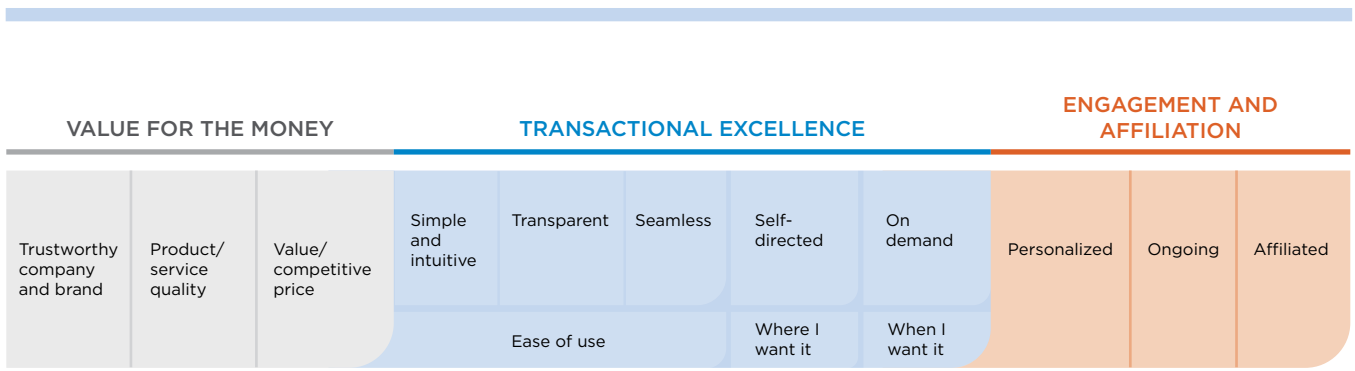 VALUE FOR THE MONEY
TRANSACTIONAL EXCELLENCE
ENGAGEMENT AND
AFFILIATION
Trustworthy
company
and brand
Product/
service
quality
Value/
competitive
price
Simple
and
intuitive
Transparent
Seamless
Self-
directed
On
demand
Ease of use
Where I
want it
When I
want it
Personalized
Ongoing
Affiliated